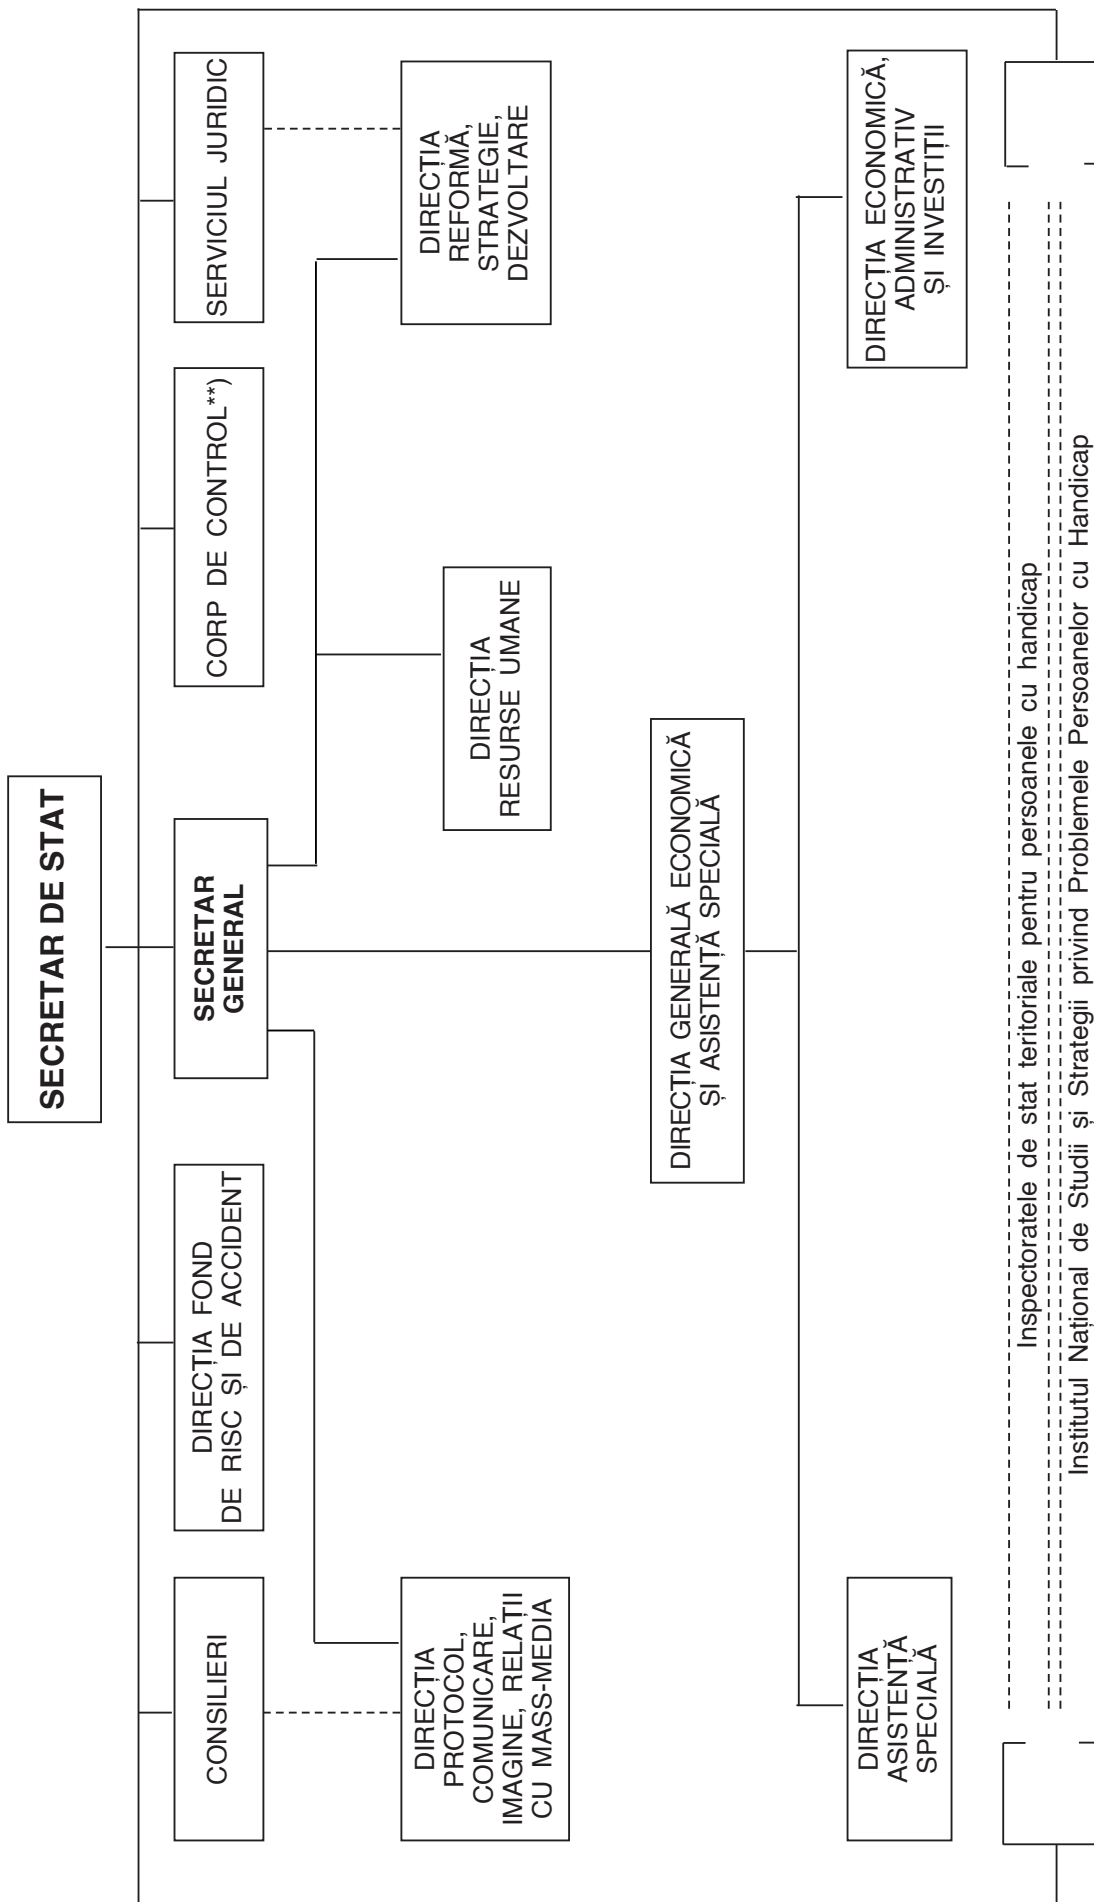 SECRETAR DE STAT
CONSILIERI
DIRECȚIA FOND
DE RISC ȘI DE ACCIDENT
SECRETAR
GENERAL
CORP DE CONTROL**)
SERVICIUL JURIDIC
DIRECȚIA
PROTOCOL,
COMUNICARE,
IMAGINE, RELAȚII
CU MASS-MEDIA
DIRECȚIA
RESURSE UMANE
DIRECȚIA
REFORMĂ,
STRATEGIE,
DEZVOLTARE
DIRECȚIA GENERALĂ ECONOMICĂ
ȘI ASISTENȚĂ SPECIALĂ
DIRECȚIA
ASISTENȚĂ
SPECIALĂ
DIRECȚIA ECONOMICĂ,
ADMINISTRATIV
ȘI INVESTIȚII
Inspectoratele de stat teritoriale pentru persoanele cu handicap
Institutul Național de Studii și Strategii privind Problemele Persoanelor cu Handicap